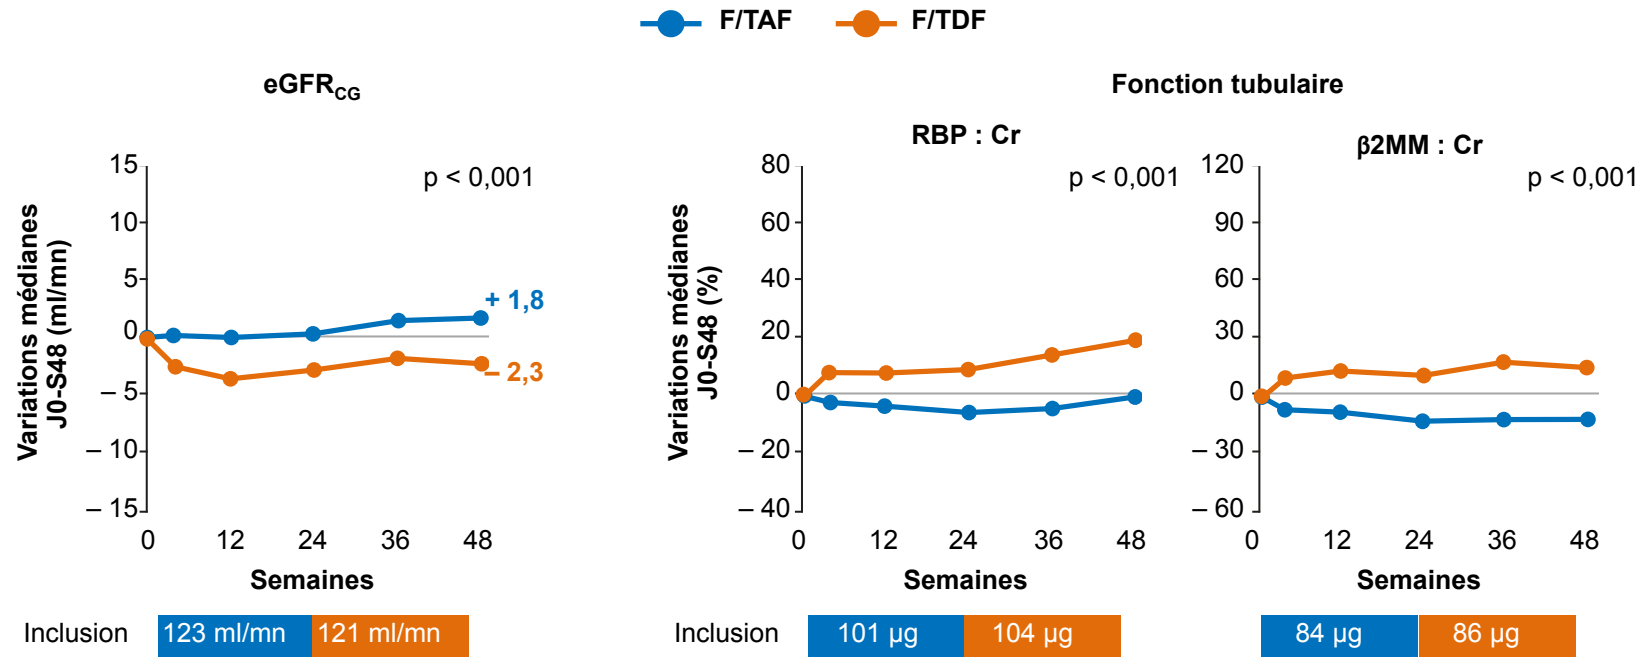 F/TAF F/TDF
eGFRCG
Fonction tubulaire
Variations médianes
J0-S48 (ml/mn)
15
10
5
0
– 5
– 10
– 15
p < 0,001
+ 1,8
– 2,3
0 12 24 36 48
Semaines
Inclusion 123 ml/mn 121 ml/mn
RBP : Cr
Variations médianes
J0-S48 (%)
80
60
40
20
0
– 20
– 40
p < 0,001
0 12 24 36 48
Semaines
Inclusion 101 µg 104 µg
β2MM : Cr
120
90
60
30
0
– 30
– 60
p < 0,001
0 12 24 36 48
Semaines
84 µg 86 µg